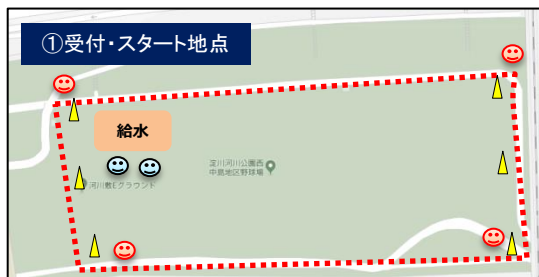 ①受付・スタート地点
給水
淀川河川公園西
中島地区野球場
河川敷Eグラウンド